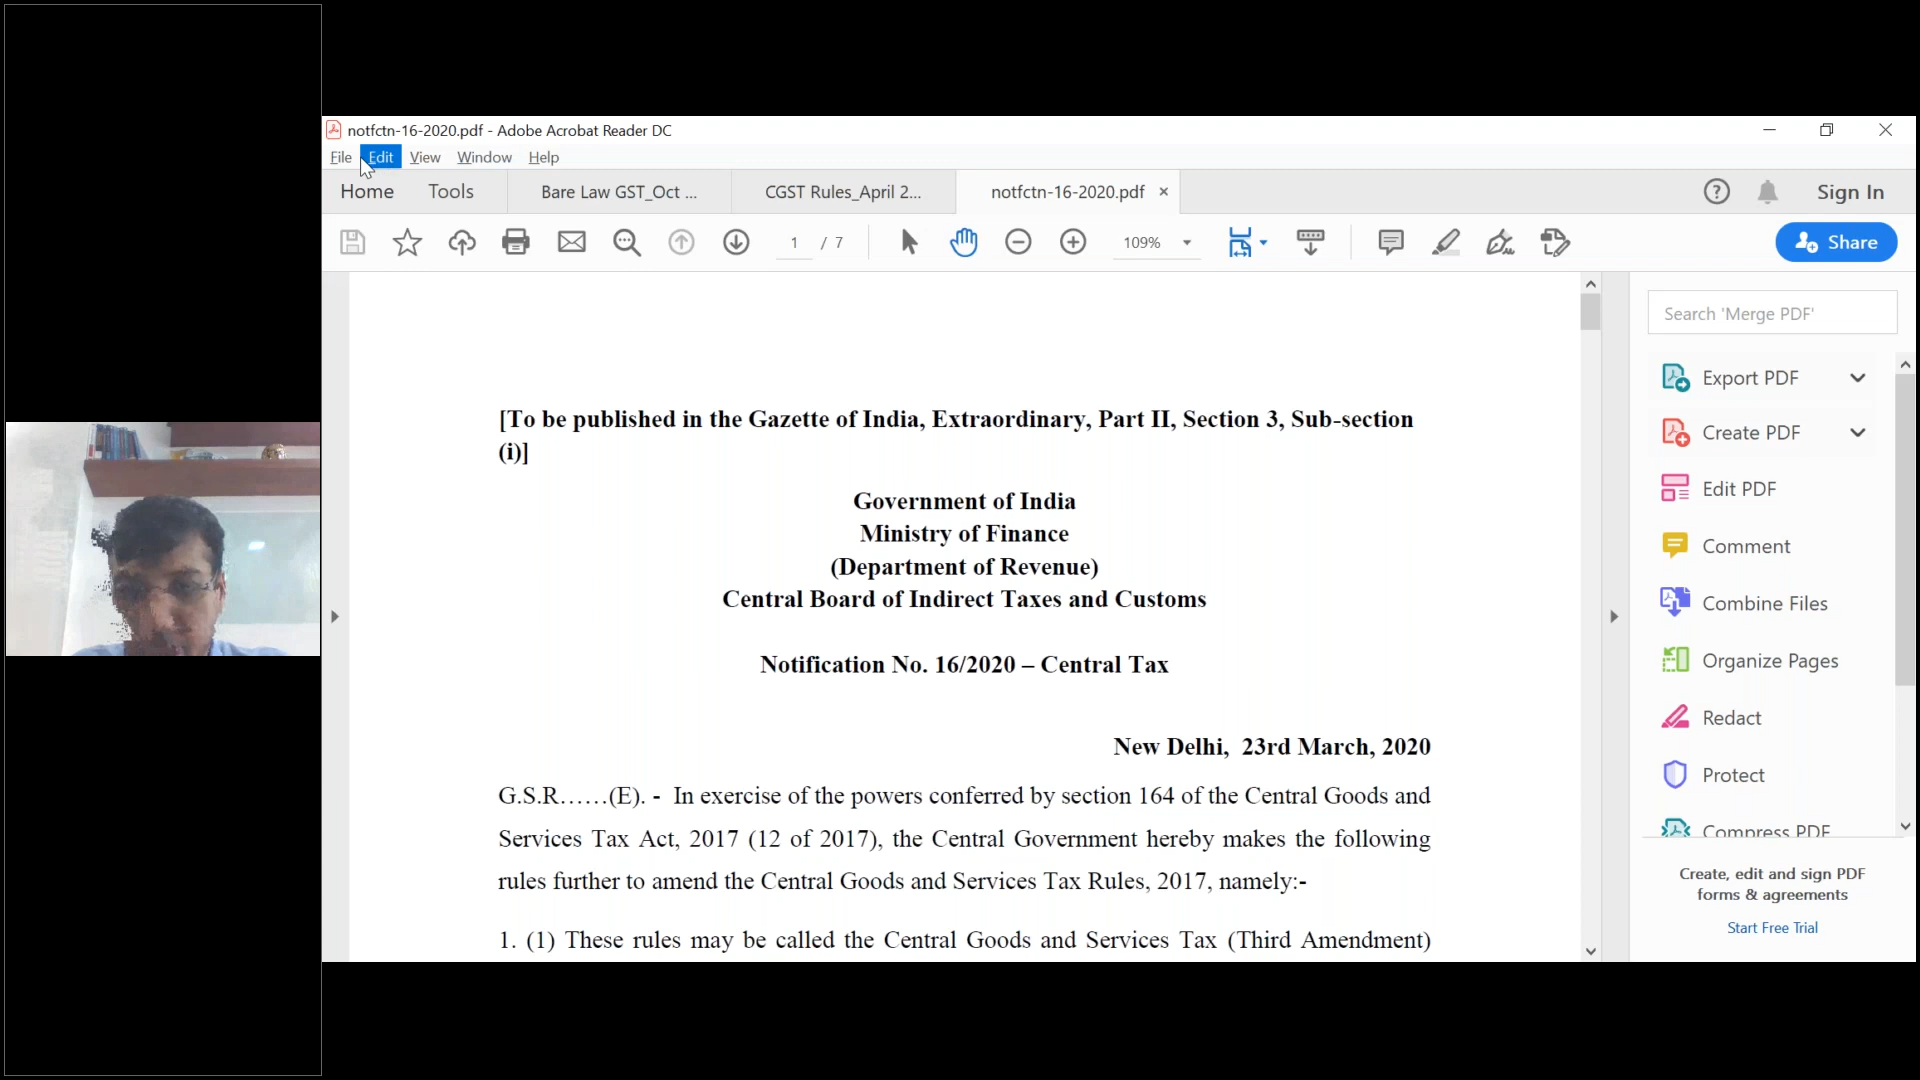 notfctn-16-2020.pdf - Adobe Acrobat Reader DC
File Edit View Window Help
Home Tools Bare Law GST_Oct ... CGST Rules_April 2... notfctn-16-2020.pdf × Sign In
1 / 7 109% Share
Search 'Merge PDF'
Export PDF
Create PDF
Edit PDF
Comment
Combine Files
Organize Pages
Redact
Protect
Compress PDF
Create, edit and sign PDF
forms & agreements
Start Free Trial
[To be published in the Gazette of India, Extraordinary, Part II, Section 3, Sub-section
(i)]
Government of India
Ministry of Finance
(Department of Revenue)
Central Board of Indirect Taxes and Customs
Notification No. 16/2020 – Central Tax
New Delhi, 23rd March, 2020
G.S.R......(E). - In exercise of the powers conferred by section 164 of the Central Goods and
Services Tax Act, 2017 (12 of 2017), the Central Government hereby makes the following
rules further to amend the Central Goods and Services Tax Rules, 2017, namely:-
1. (1) These rules may be called the Central Goods and Services Tax (Third Amendment)